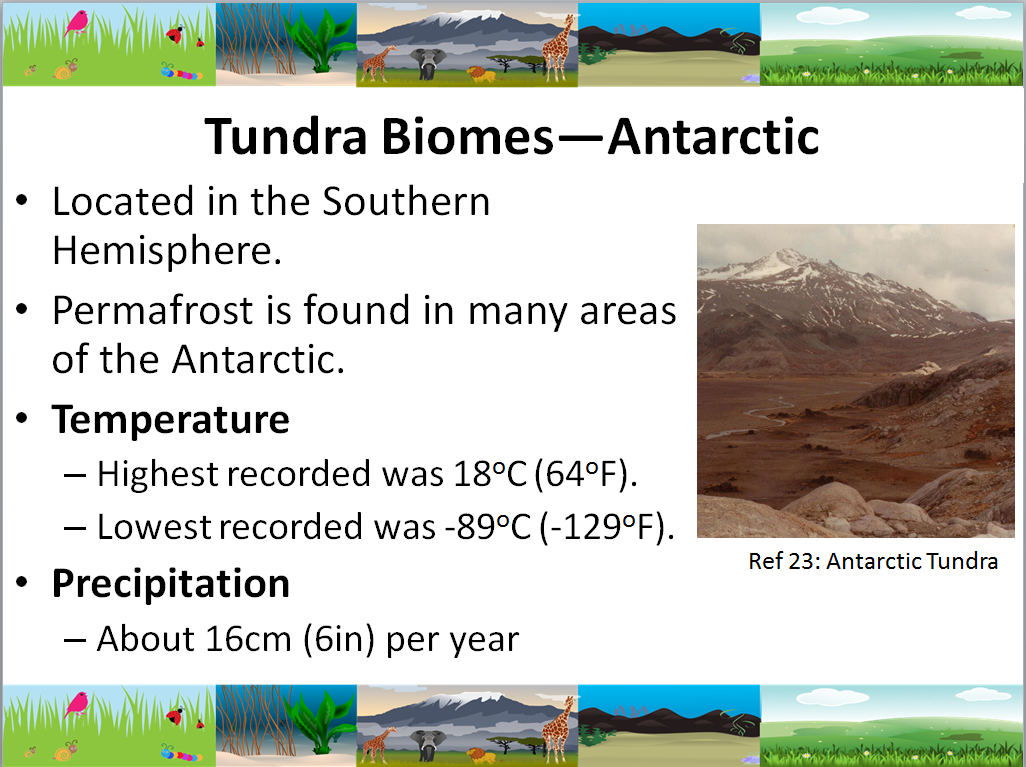 Tundra Biomes—Antarctic
• Located in the Southern
Hemisphere.
• Permafrost is found in many areas
of the Antarctic.
• Temperature
– Highest recorded was 18°C (64°F).
– Lowest recorded was -89°C (-129°F).
• Precipitation
– About 16cm (6in) per year
Ref 23: Antarctic Tundra